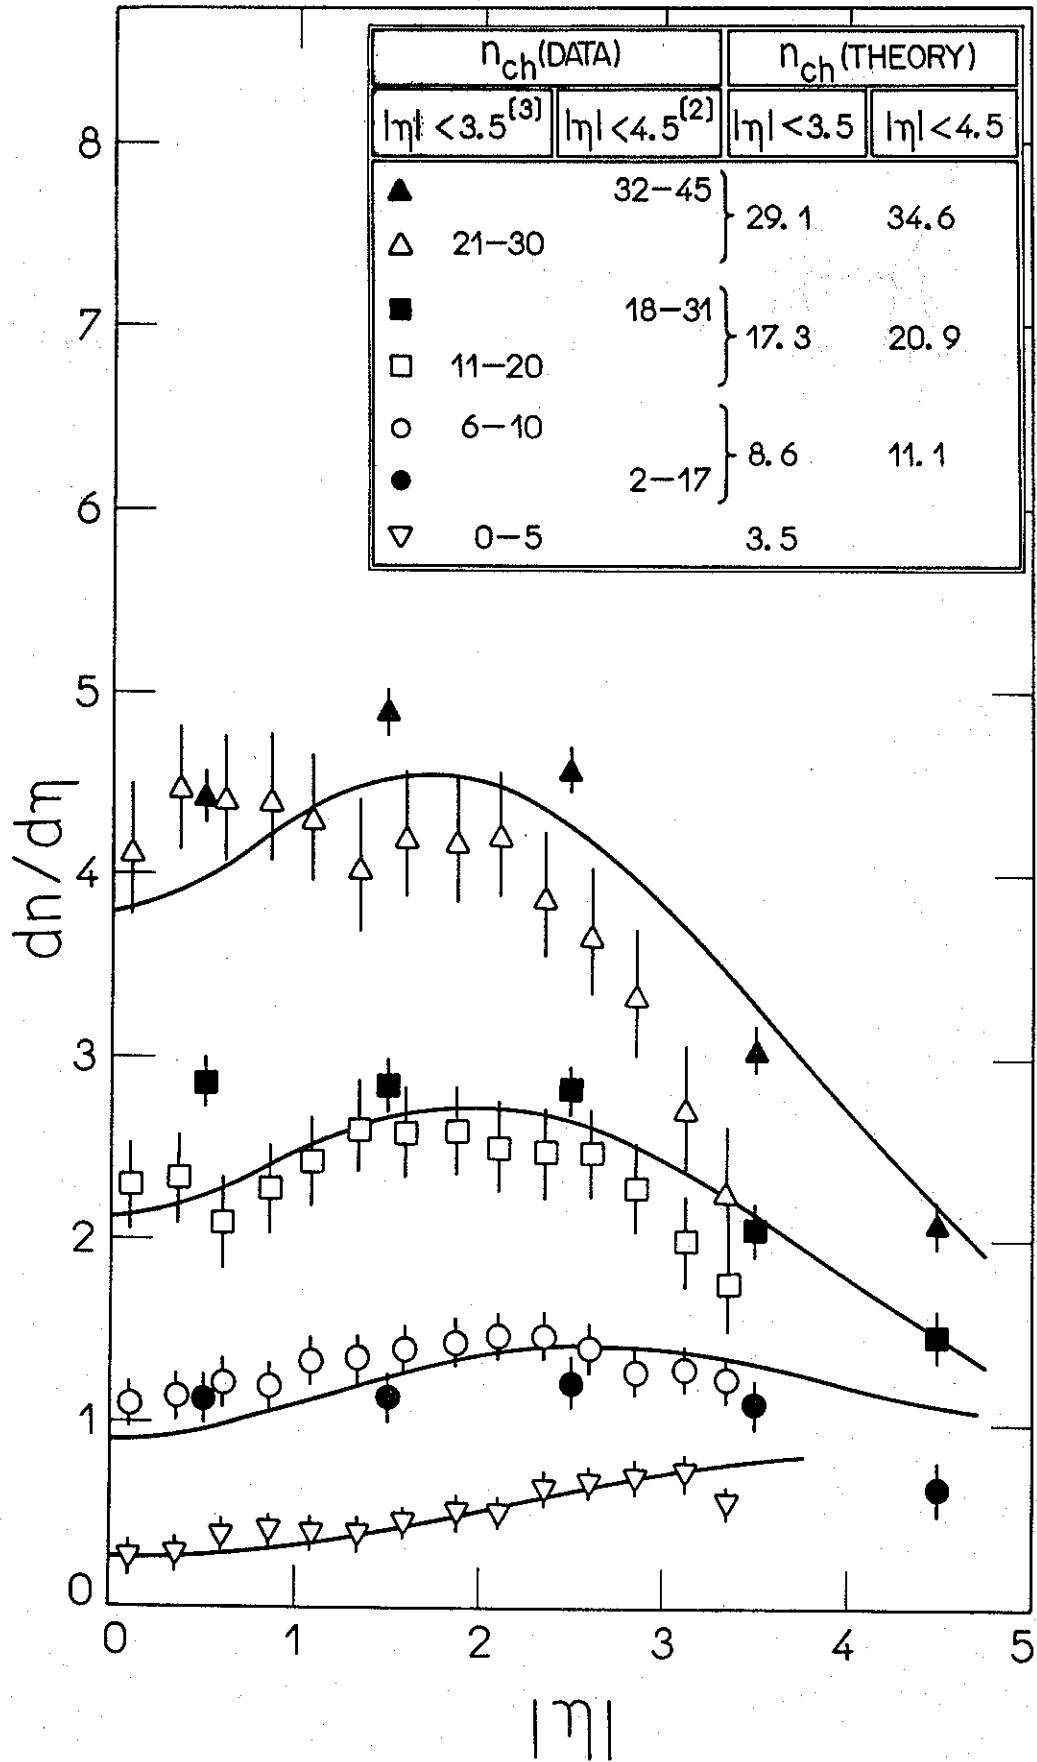 n_ch(DATA) n_ch(THEORY)
|η| <3.5[3] |η| <4.5[2] |η| <3.5 |η| <4.5
▲ 32−45 29.1 34.6
△ 21−30
■ 18−31 17.3 20.9
□ 11−20
○ 6−10 8.6 11.1
● 2−17
▽ 0−5 3.5
8
7
6
5
4
3
2
1
0
dn/dη
0 1 2 3 4 5
|η|